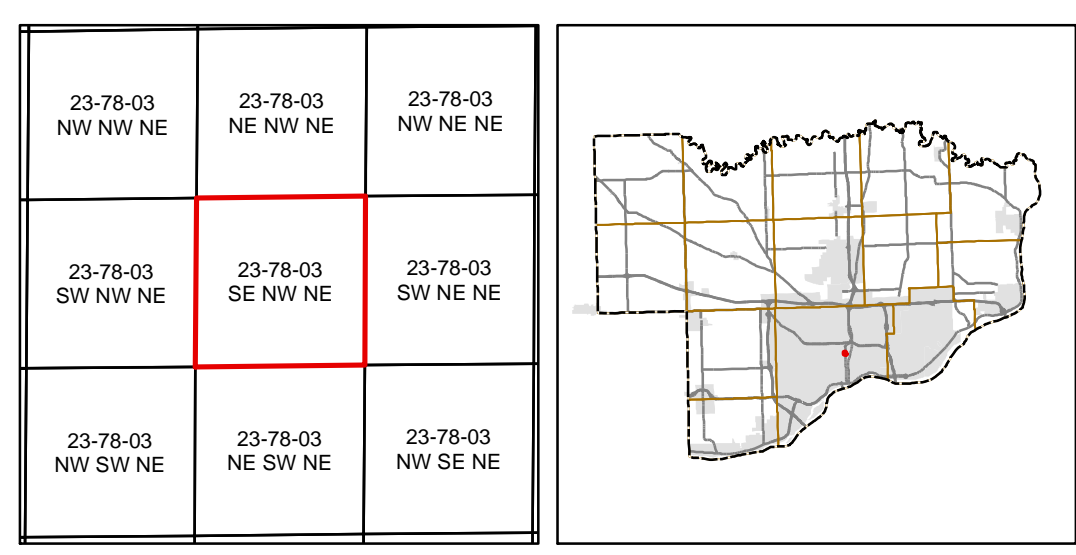 23-78-03
NW NW NE
23-78-03
NE NW NE
23-78-03
NW NE NE
23-78-03
SW NW NE
23-78-03
SE NW NE
23-78-03
SW NE NE
23-78-03
NW SW NE
23-78-03
NE SW NE
23-78-03
NW SE NE